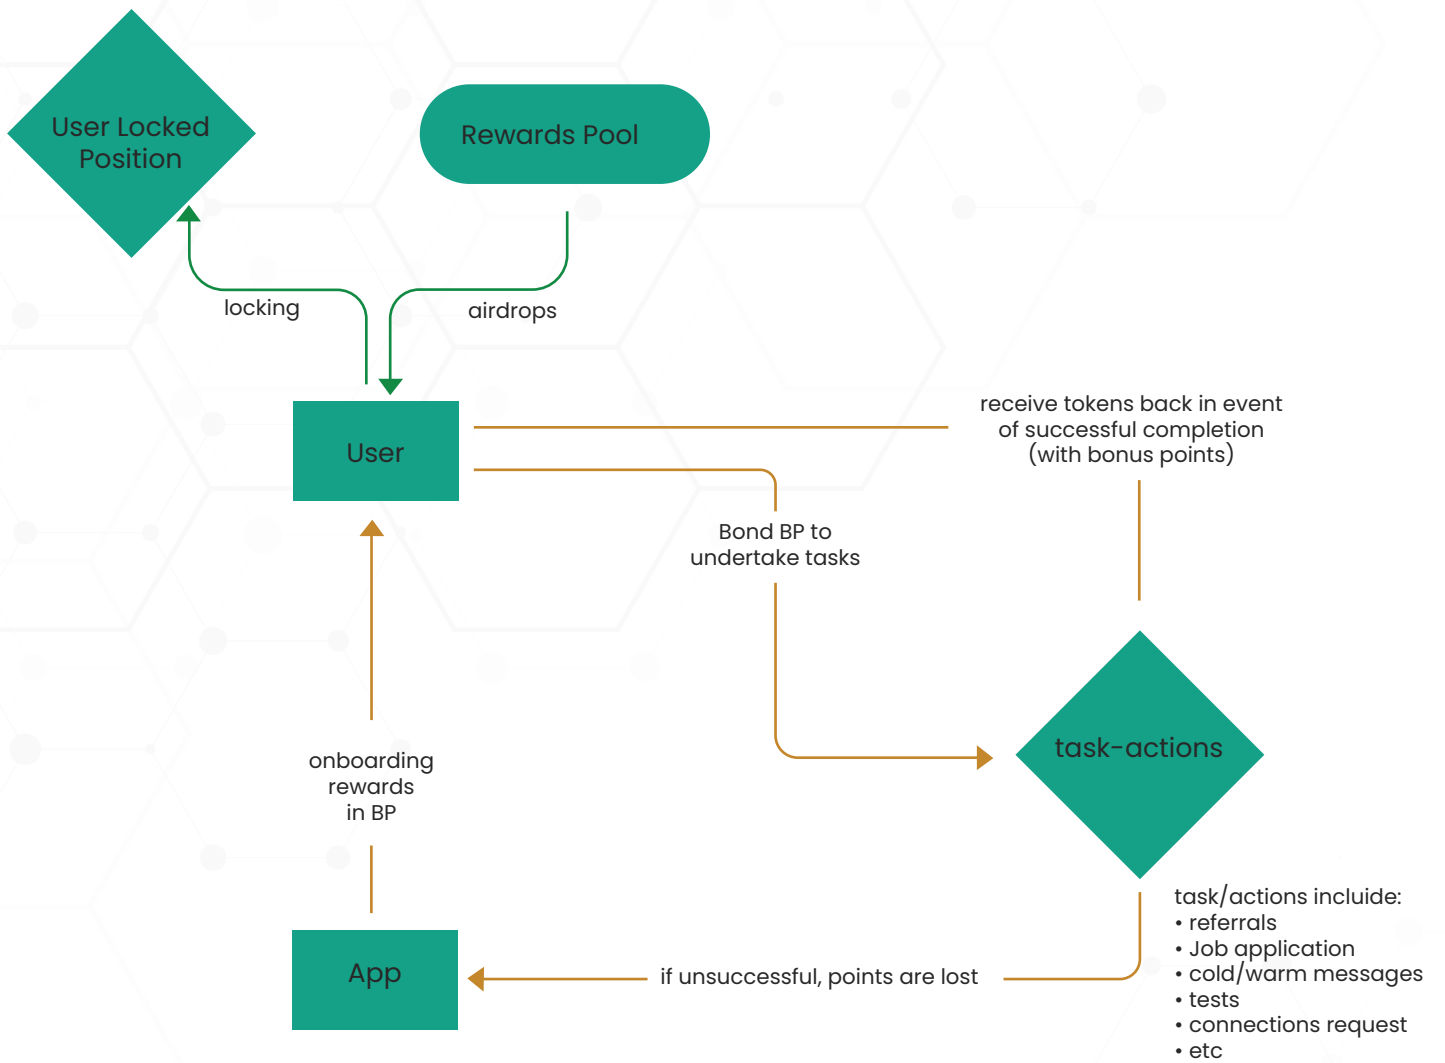 User Locked
Position
Rewards Pool
locking
airdrops
User
receive tokens back in event
of successful completion
(with bonus points)
Bond BP to
undertake tasks
task-actions
onboarding
rewards
in BP
App
if unsuccessful, points are lost
task/actions incluide:
• referrals
• Job application
• cold/warm messages
• tests
• connections request
• etc